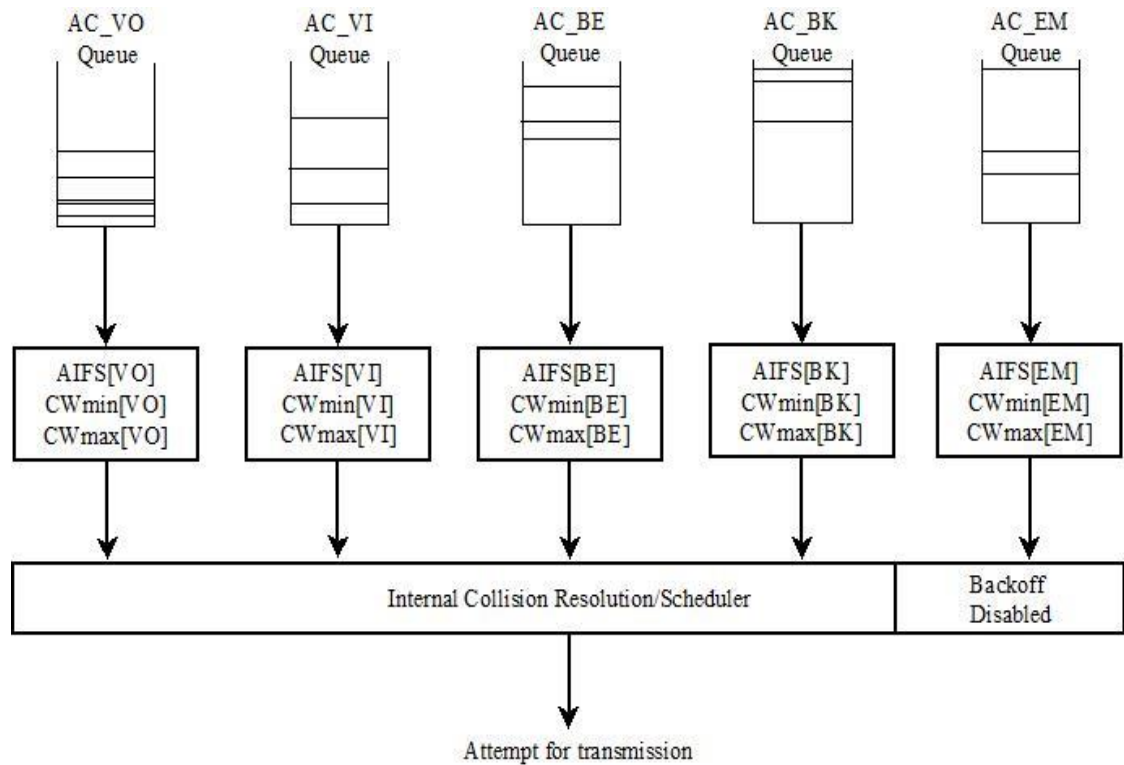 AC_VO
Queue
AC_VI
Queue
AC_BE
Queue
AC_BK
Queue
AC_EM
Queue
AIFS[VO]
CWmin[VO]
CWmax[VO]
AIFS[VI]
CWmin[VI]
CWmax[VI]
AIFS[BE]
CWmin[BE]
CWmax[BE]
AIFS[BK]
CWmin[BK]
CWmax[BK]
AIFS[EM]
CWmin[EM]
CWmax[EM]
Internal Collision Resolution/Scheduler
Backoff
Disabled
Attempt for transmission